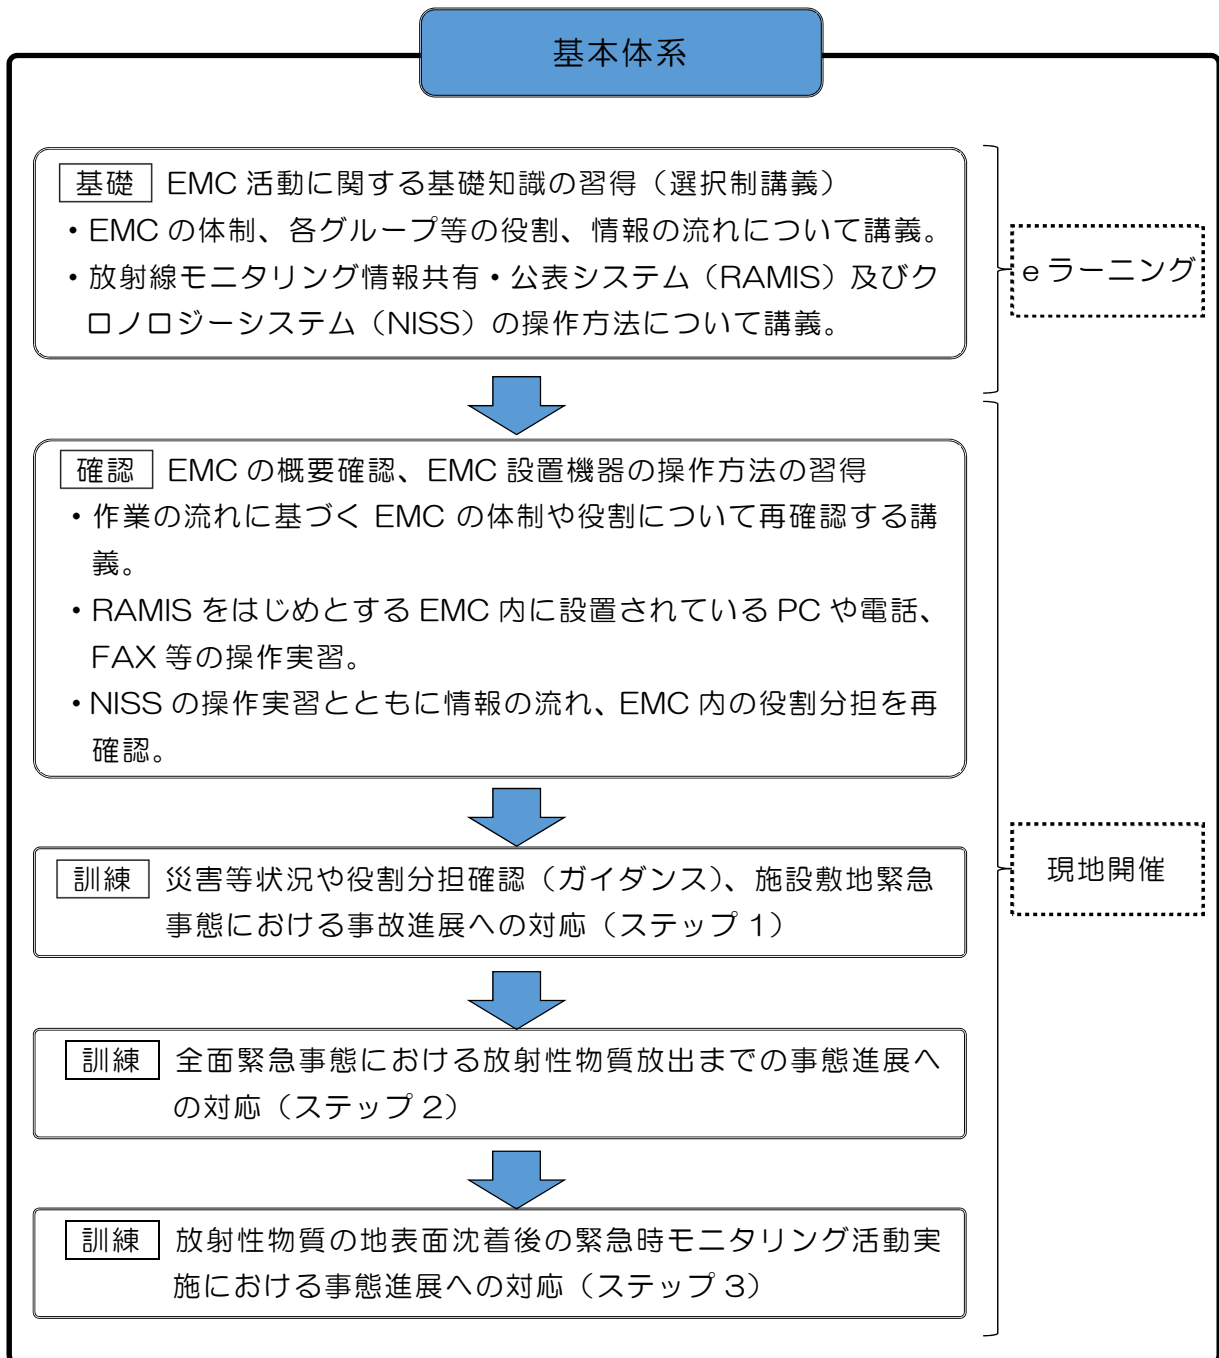 基本体系
基礎 EMC 活動に関する基礎知識の習得（選択制講義）
・EMC の体制、各グループ等の役割、情報の流れについて講義。
・放射線モニタリング情報共有・公表システム（RAMIS）及びク
ロノロジーシステム（NISS）の操作方法について講義。
eラーニング
確認 EMC の概要確認、EMC 設置機器の操作方法の習得
・作業の流れに基づく EMC の体制や役割について再確認する講
義。
・RAMIS をはじめとする EMC 内に設置されている PC や電話、
FAX 等の操作実習。
・NISS の操作実習とともに情報の流れ、EMC 内の役割分担を再
確認。
訓練 災害等状況や役割分担確認（ガイダンス）、施設敷地緊急
事態における事故進展への対応（ステップ 1）
現地開催
訓練 全面緊急事態における放射性物質放出までの事態進展へ
の対応（ステップ 2）
訓練 放射性物質の地表面沈着後の緊急時モニタリング活動実
施における事態進展への対応（ステップ 3）